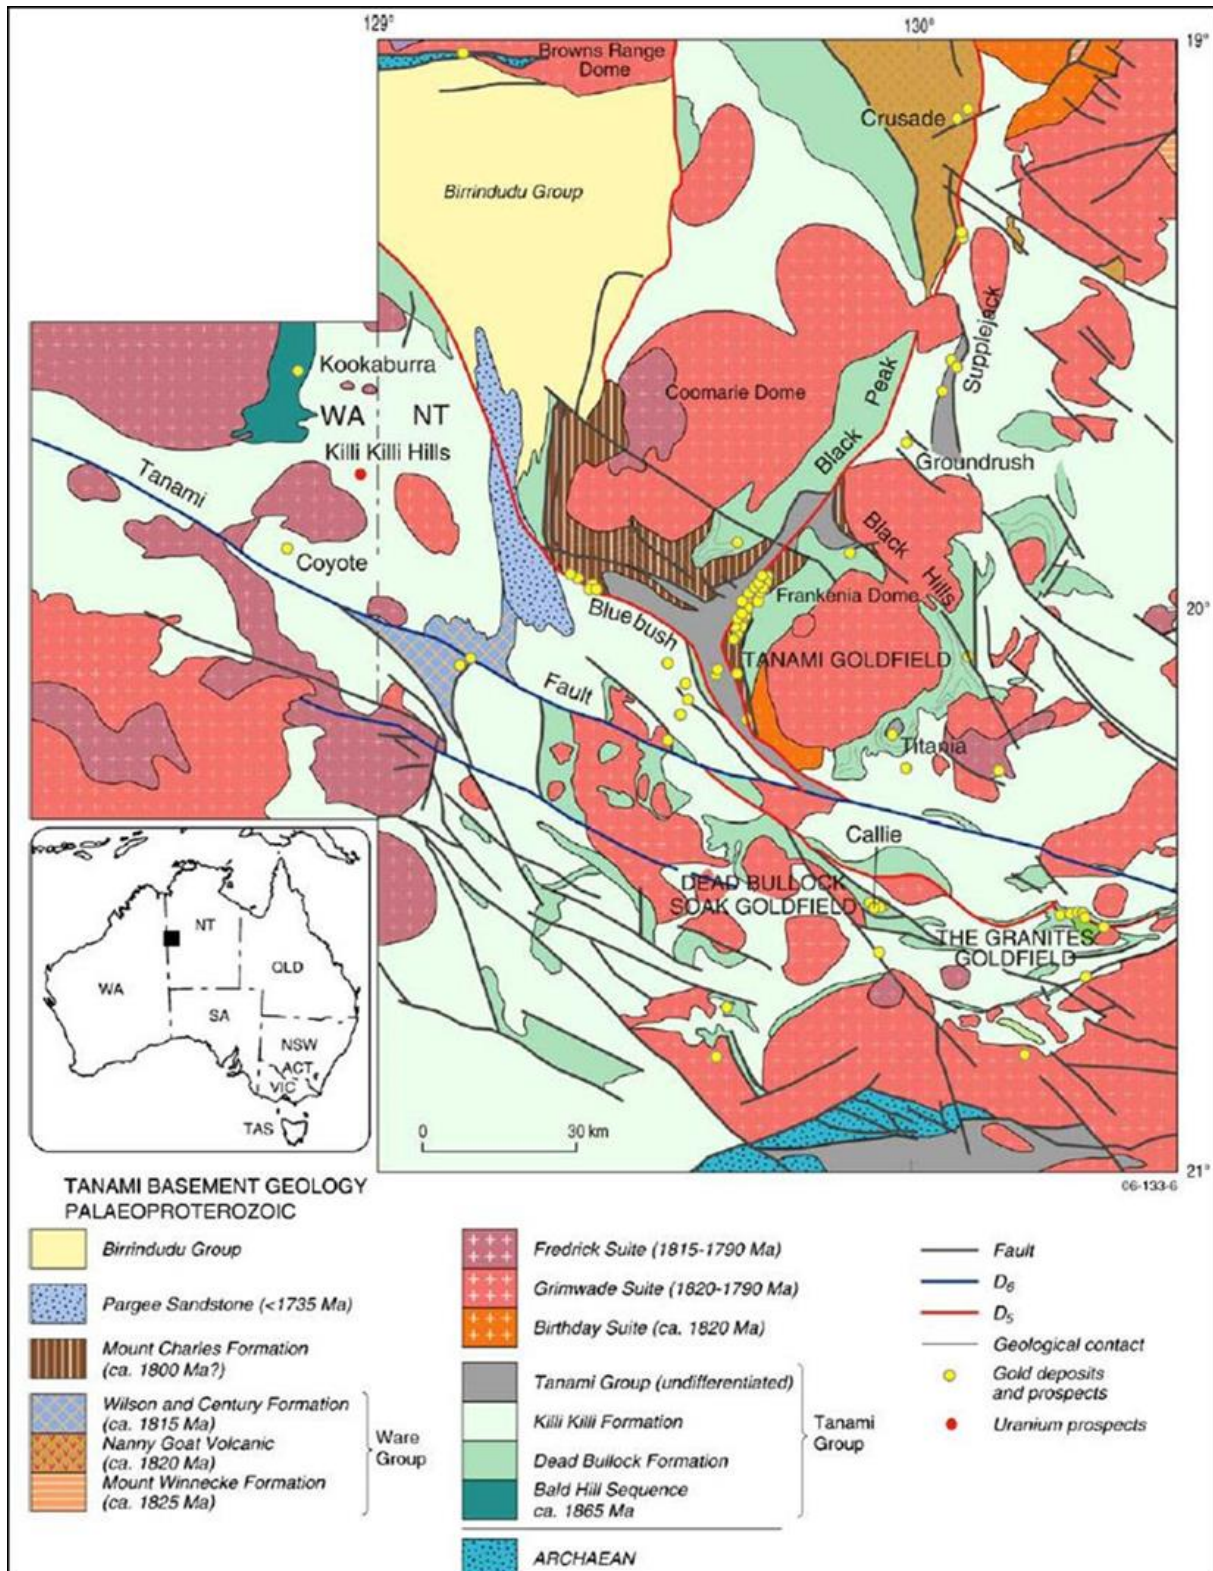 129°
130°
19°
Browns Range
Dome
Crusade
Birrindudu Group
Supplejack
Kookaburra
Coomarie Dome
Peak
WA NT
Killi Killi Hills
Black
Groundrush
Tanami
Black
Coyote
Hills
Frankenia Dome
20°
Bluebush
TANAMI GOLDFIELD
Fault
Titania
Callie
DEAD BULLOCK
SOAK GOLDFIELD
THE GRANITES
GOLDFIELD
NT
WA
QLD
SA
NSW
ACT
VIC
TAS
0 30 km
21°
06-133-6
TANAMI BASEMENT GEOLOGY
PALAEOPROTEROZOIC
Birrindudu Group
Pargee Sandstone (<1735 Ma)
Mount Charles Formation
(ca. 1800 Ma?)
Wilson and Century Formation
(ca. 1815 Ma)
Nanny Goat Volcanic
(ca. 1820 Ma)
Mount Winnecke Formation
(ca. 1825 Ma)
Ware
Group
Fredrick Suite (1815-1790 Ma)
Grimwade Suite (1820-1790 Ma)
Birthday Suite (ca. 1820 Ma)
Tanami Group (undifferentiated)
Killi Killi Formation
Dead Bullock Formation
Bald Hill Sequence
ca. 1865 Ma
Tanami
Group
ARCHAEAN
Fault
D₆
D₅
Geological contact
Gold deposits
and prospects
Uranium prospects